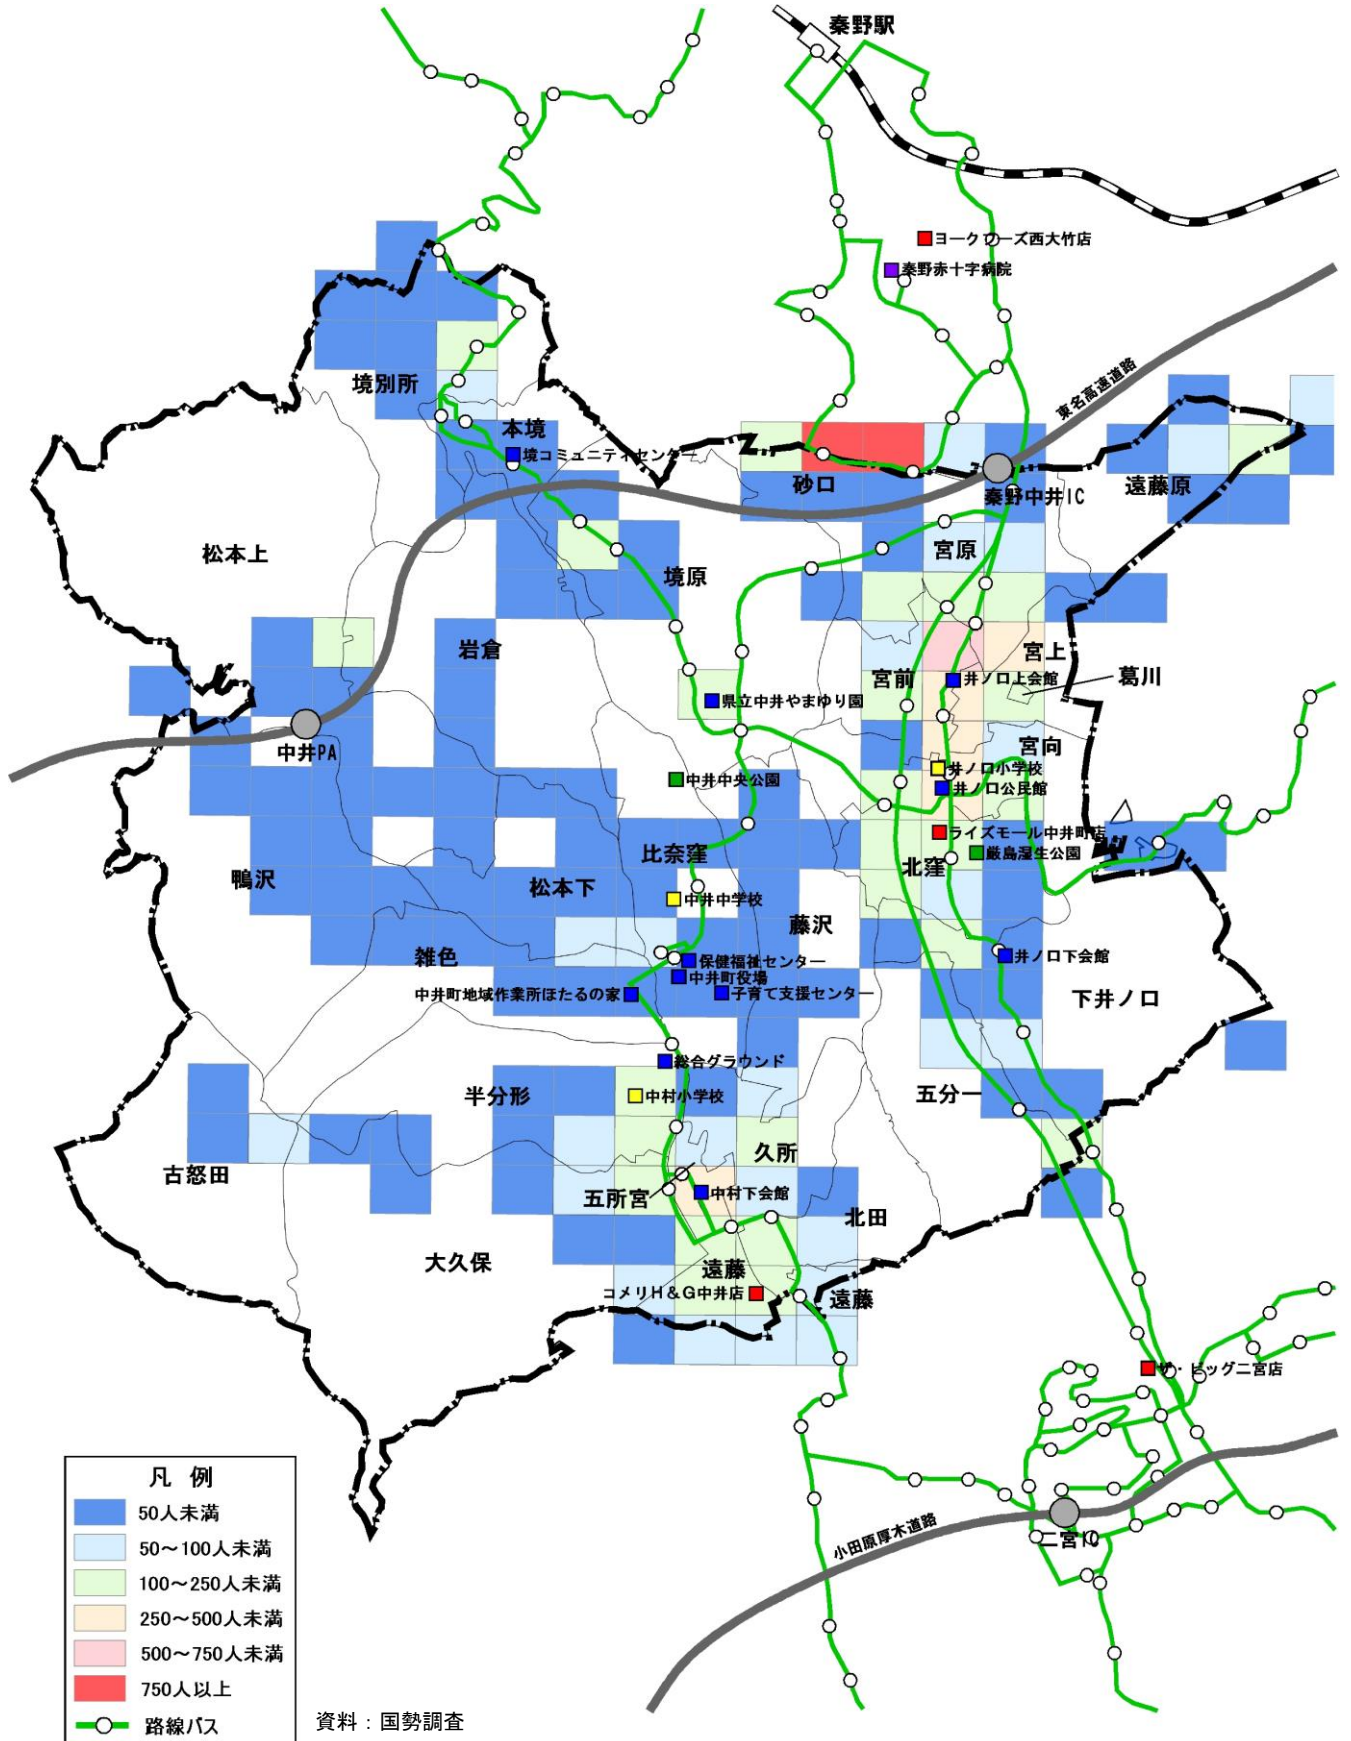 秦野駅
ヨークフーズ西大竹店
秦野赤十字病院
東名高速道路
境別所
本境
境コミュニティセンター
砂口
秦野中井IC
遠藤原
松本上
宮原
境原
岩倉
宮上
宮前
井ノ口上会館
葛川
県立中井やまゆり園
宮向
中井PA
井ノ口小学校
中井中央公園
井ノ口公民館
ライズモール中井町店
比奈窪
厳島湿生公園
北窪
鴨沢
松本下
中井中学校
藤沢
雑色
保健福祉センター
井ノ口下会館
中井町役場
中井町地域作業所ほたるの家
子育て支援センター
下井ノ口
総合グラウンド
半分形
中村小学校
五分一
久所
古怒田
五所宮
中村下会館
北田
大久保
遠藤
コメリH&G中井店
遠藤
ザ・ビッグ二宮店
小田原厚木道路
二宮IC
凡 例
50人未満
50～100人未満
100～250人未満
250～500人未満
500～750人未満
750人以上
路線バス
資料：国勢調査